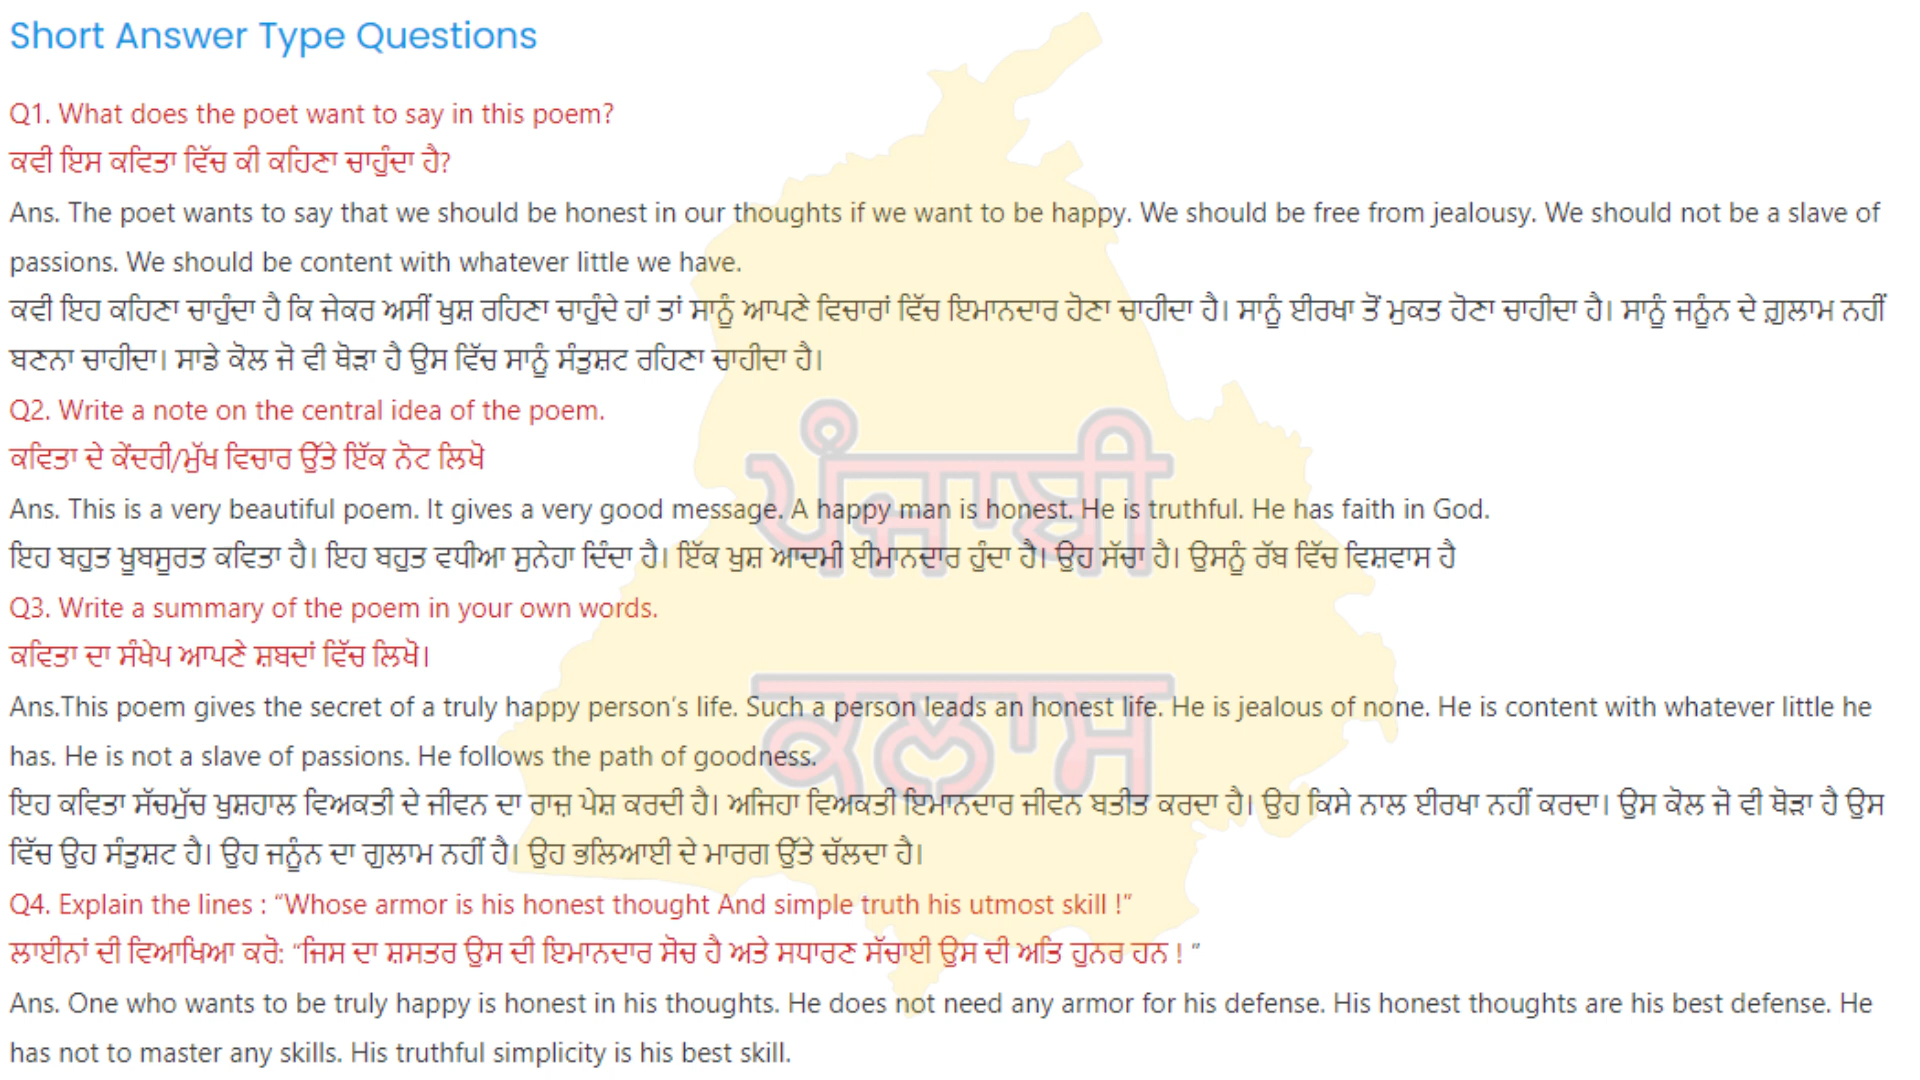 Short Answer Type Questions
Q1. What does the poet want to say in this poem?
ਕਵੀ ਇਸ ਕਵਿਤਾ ਵਿੱਚ ਕੀ ਕਹਿਣਾ ਚਾਹੁੰਦਾ ਹੈ?
Ans. The poet wants to say that we should be honest in our thoughts if we want to be happy. We should be free from jealousy. We should not be a slave of
passions. We should be content with whatever little we have.
ਕਵੀ ਇਹ ਕਹਿਣਾ ਚਾਹੁੰਦਾ ਹੈ ਕਿ ਜੇਕਰ ਅਸੀਂ ਖੁਸ਼ ਰਹਿਣਾ ਚਾਹੁੰਦੇ ਹਾਂ ਤਾਂ ਸਾਨੂੰ ਆਪਣੇ ਵਿਚਾਰਾਂ ਵਿੱਚ ਇਮਾਨਦਾਰ ਹੋਣਾ ਚਾਹੀਦਾ ਹੈ। ਸਾਨੂੰ ਈਰਖਾ ਤੋਂ ਮੁਕਤ ਹੋਣਾ ਚਾਹੀਦਾ ਹੈ। ਸਾਨੂੰ ਜਨੂੰਨ ਦੇ ਗ਼ੁਲਾਮ ਨਹੀਂ
ਬਣਨਾ ਚਾਹੀਦਾ। ਸਾਡੇ ਕੋਲ ਜੋ ਵੀ ਥੋੜਾ ਹੈ ਉਸ ਵਿੱਚ ਸਾਨੂੰ ਸੰਤੁਸ਼ਟ ਰਹਿਣਾ ਚਾਹੀਦਾ ਹੈ।
Q2. Write a note on the central idea of the poem.
ਕਵਿਤਾ ਦੇ ਕੇਂਦਰੀ/ਮੁੱਖ ਵਿਚਾਰ ਉੱਤੇ ਇੱਕ ਨੋਟ ਲਿਖੋ
Ans. This is a very beautiful poem. It gives a very good message. A happy man is honest. He is truthful. He has faith in God.
ਇਹ ਬਹੁਤ ਖੂਬਸੂਰਤ ਕਵਿਤਾ ਹੈ। ਇਹ ਬਹੁਤ ਵਧੀਆ ਸੁਨੇਹਾ ਦਿੰਦਾ ਹੈ। ਇੱਕ ਖੁਸ਼ ਆਦਮੀ ਈਮਾਨਦਾਰ ਹੁੰਦਾ ਹੈ। ਉਹ ਸੱਚਾ ਹੈ। ਉਸਨੂੰ ਰੱਬ ਵਿੱਚ ਵਿਸ਼ਵਾਸ ਹੈ
ਪੰਜਾਬੀ
Q3. Write a summary of the poem in your own words.
ਕਵਿਤਾ ਦਾ ਸੰਖੇਪ ਆਪਣੇ ਸ਼ਬਦਾਂ ਵਿੱਚ ਲਿਖੋ।
Ans.This poem gives the secret of a truly happy person's life. Such a person leads an honest life. He is jealous of none. He is content with whatever little he
has. He is not a slave of passions. He follows the path of goodness.
ਕਲਾਸ
ਇਹ ਕਵਿਤਾ ਸੱਚਮੁੱਚ ਖੁਸ਼ਹਾਲ ਵਿਅਕਤੀ ਦੇ ਜੀਵਨ ਦਾ ਰਾਜ਼ ਪੇਸ਼ ਕਰਦੀ ਹੈ। ਅਜਿਹਾ ਵਿਅਕਤੀ ਇਮਾਨਦਾਰ ਜੀਵਨ ਬਤੀਤ ਕਰਦਾ ਹੈ। ਉਹ ਕਿਸੇ ਨਾਲ ਈਰਖਾ ਨਹੀਂ ਕਰਦਾ। ਉਸ ਕੋਲ ਜੋ ਵੀ ਥੋੜਾ ਹੈ ਉਸ
ਵਿੱਚ ਉਹ ਸੰਤੁਸ਼ਟ ਹੈ। ਉਹ ਜਨੂੰਨ ਦਾ ਗੁਲਾਮ ਨਹੀਂ ਹੈ। ਉਹ ਭਲਿਆਈ ਦੇ ਮਾਰਗ ਉੱਤੇ ਚੱਲਦਾ ਹੈ।
Q4. Explain the lines : “Whose armor is his honest thought And simple truth his utmost skill !”
ਲਾਈਨਾਂ ਦੀ ਵਿਆਖਿਆ ਕਰੋ: “ਜਿਸ ਦਾ ਸ਼ਸਤਰ ਉਸ ਦੀ ਇਮਾਨਦਾਰ ਸੋਚ ਹੈ ਅਤੇ ਸਧਾਰਣ ਸੱਚਾਈ ਉਸ ਦੀ ਅਤਿ ਹੁਨਰ ਹਨ ! ”
Ans. One who wants to be truly happy is honest in his thoughts. He does not need any armor for his defense. His honest thoughts are his best defense. He
has not to master any skills. His truthful simplicity is his best skill.